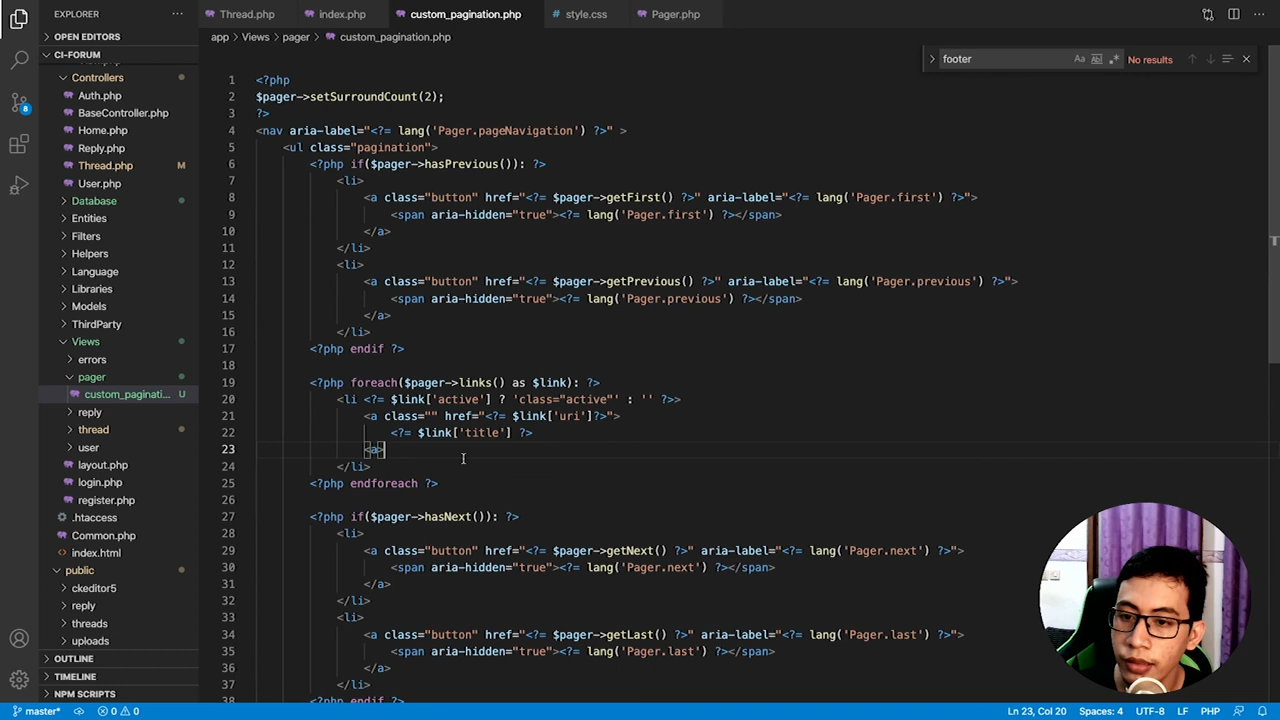 EXPLORER
Thread.php
index.php
custom_pagination.php
style.css
Pager.php
OPEN EDITORS
CI-FORUM
Controllers
Auth.php
BaseController.php
Home.php
Reply.php
Thread.php M
User.php
Database
Entities
Filters
Helpers
Language
Libraries
Models
ThirdParty
Views
errors
pager
custom_paginati... U
reply
thread
user
layout.php
login.php
register.php
.htaccess
Common.php
index.html
public
ckeditor5
reply
threads
uploads
OUTLINE
TIMELINE
NPM SCRIPTS
8
app > Views > pager > custom_pagination.php
footer
Aa
No results
1 <?php
2 $pager->setSurroundCount(2);
3 ?>
4 <nav aria-label="<?= lang('Pager.pageNavigation') ?>" >
5 <ul class="pagination">
6 <?php if($pager->hasPrevious()): ?>
7 <li>
8 <a class="button" href="<?= $pager->getFirst() ?>" aria-label="<?= lang('Pager.first') ?>">
9 <span aria-hidden="true"><?= lang('Pager.first') ?></span>
10 </a>
11 </li>
12 <li>
13 <a class="button" href="<?= $pager->getPrevious() ?>" aria-label="<?= lang('Pager.previous') ?>">
14 <span aria-hidden="true"><?= lang('Pager.previous') ?></span>
15 </a>
16 </li>
17 <?php endif ?>
18
19 <?php foreach($pager->links() as $link): ?>
20 <li <?= $link['active'] ? 'class="active"' : '' ?>>
21 <a class="" href="<?= $link['uri']?>">
22 <?= $link['title'] ?>
23 <a>
24 </li>
25 <?php endforeach ?>
26
27 <?php if($pager->hasNext()): ?>
28 <li>
29 <a class="button" href="<?= $pager->getNext() ?>" aria-label="<?= lang('Pager.next') ?>">
30 <span aria-hidden="true"><?= lang('Pager.next') ?></span>
31 </a>
32 </li>
33 <li>
34 <a class="button" href="<?= $pager->getLast() ?>" aria-label="<?= lang('Pager.last') ?>">
35 <span aria-hidden="true"><?= lang('Pager.last') ?></span>
36 </a>
37 </li>
38 <?php endif ?>
master* 0 0
Ln 23, Col 20 Spaces: 4 UTF-8 LF PHP